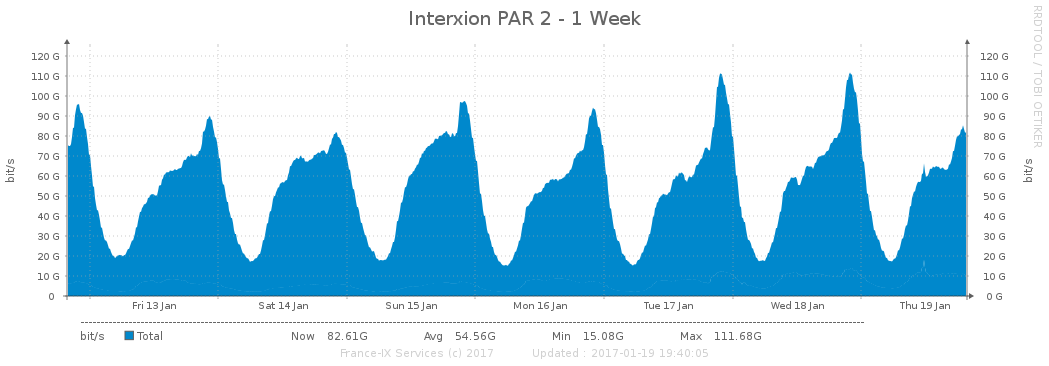 Interxion PAR 2 - 1 Week
RRDTOOL / TOBI OETIKER
bit/s
120 G
110 G
100 G
90 G
80 G
70 G
60 G
50 G
40 G
30 G
20 G
10 G
0
120 G
110 G
100 G
90 G
80 G
70 G
60 G
50 G
40 G
30 G
20 G
10 G
0 G
bit/s
Fri 13 Jan Sat 14 Jan Sun 15 Jan Mon 16 Jan Tue 17 Jan Wed 18 Jan Thu 19 Jan
bit/s Total Now 82.61G Avg 54.56G Min 15.08G Max 111.68G
France-IX Services (c) 2017 Updated : 2017-01-19 19:40:05